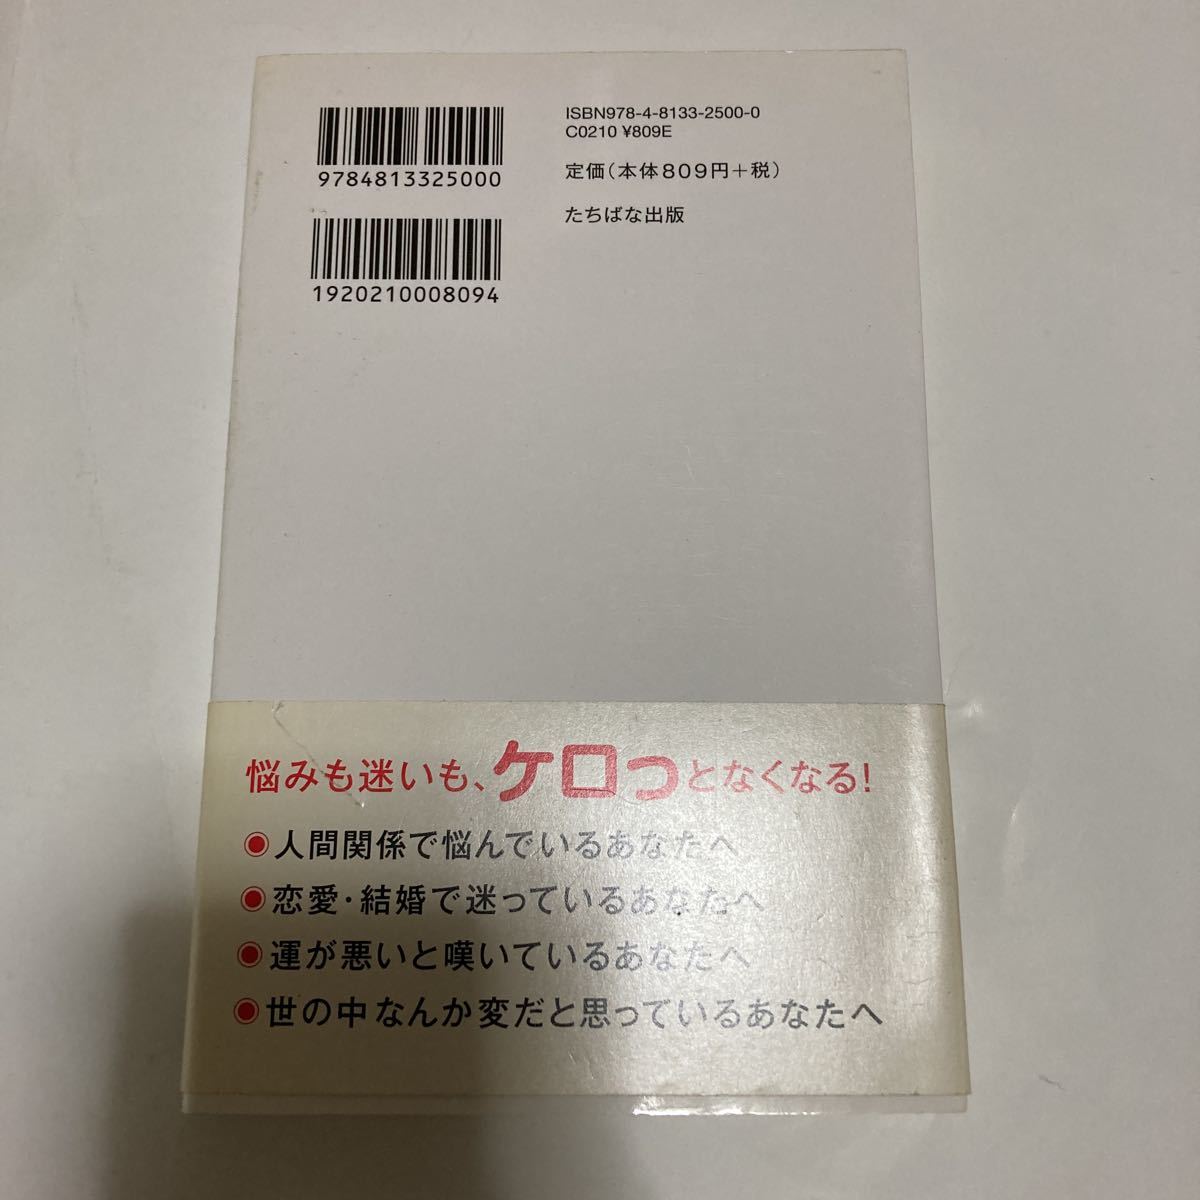 ISBN978-4-8133-2500-0
C0210 ¥809E
定価(本体809円+税)
たちばな出版
9784813325000
1920210008094
悩みも迷いも、ケロっとなくなる!
◉人間関係で悩んでいるあなたへ
◉恋愛・結婚で迷っているあなたへ
◉運が悪いと嘆いているあなたへ
◉世の中なんか変だと思っているあなたへ